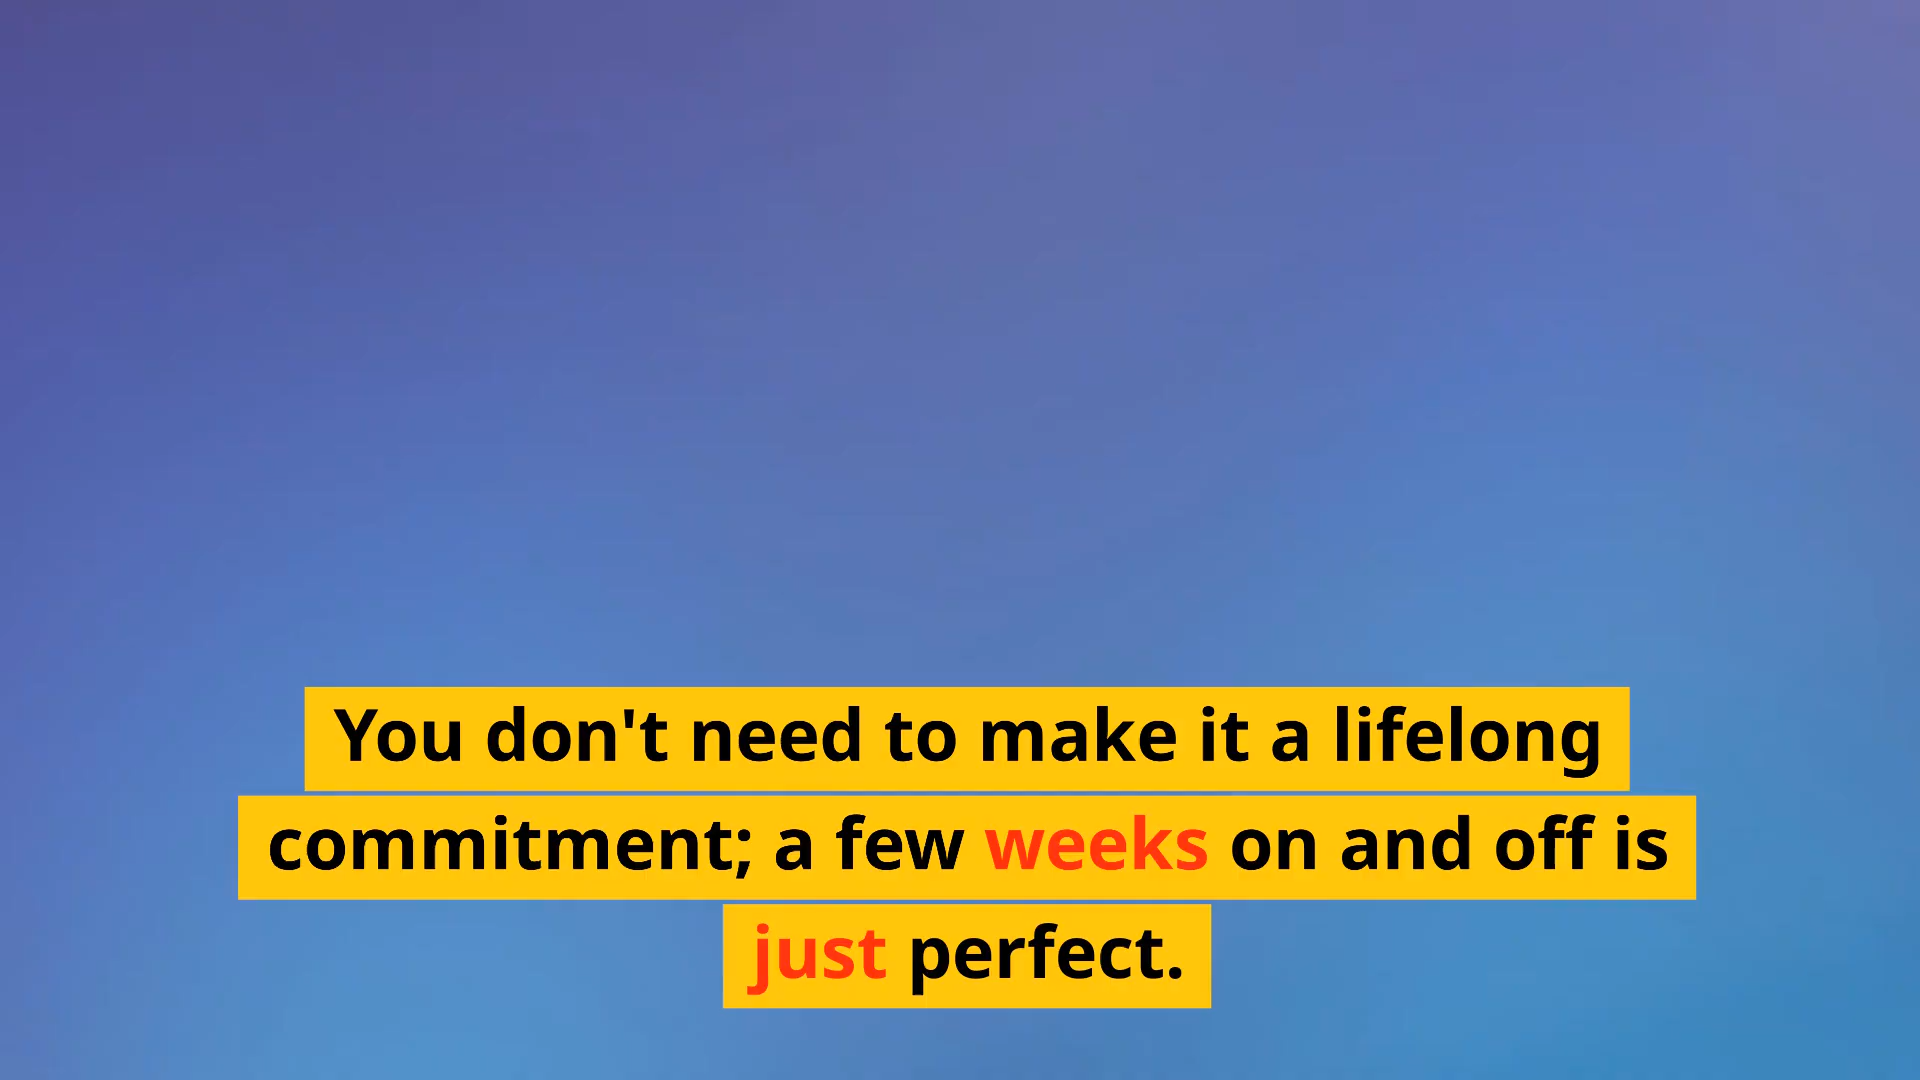 You don't need to make it a lifelong
commitment; a few weeks on and off is
just perfect.